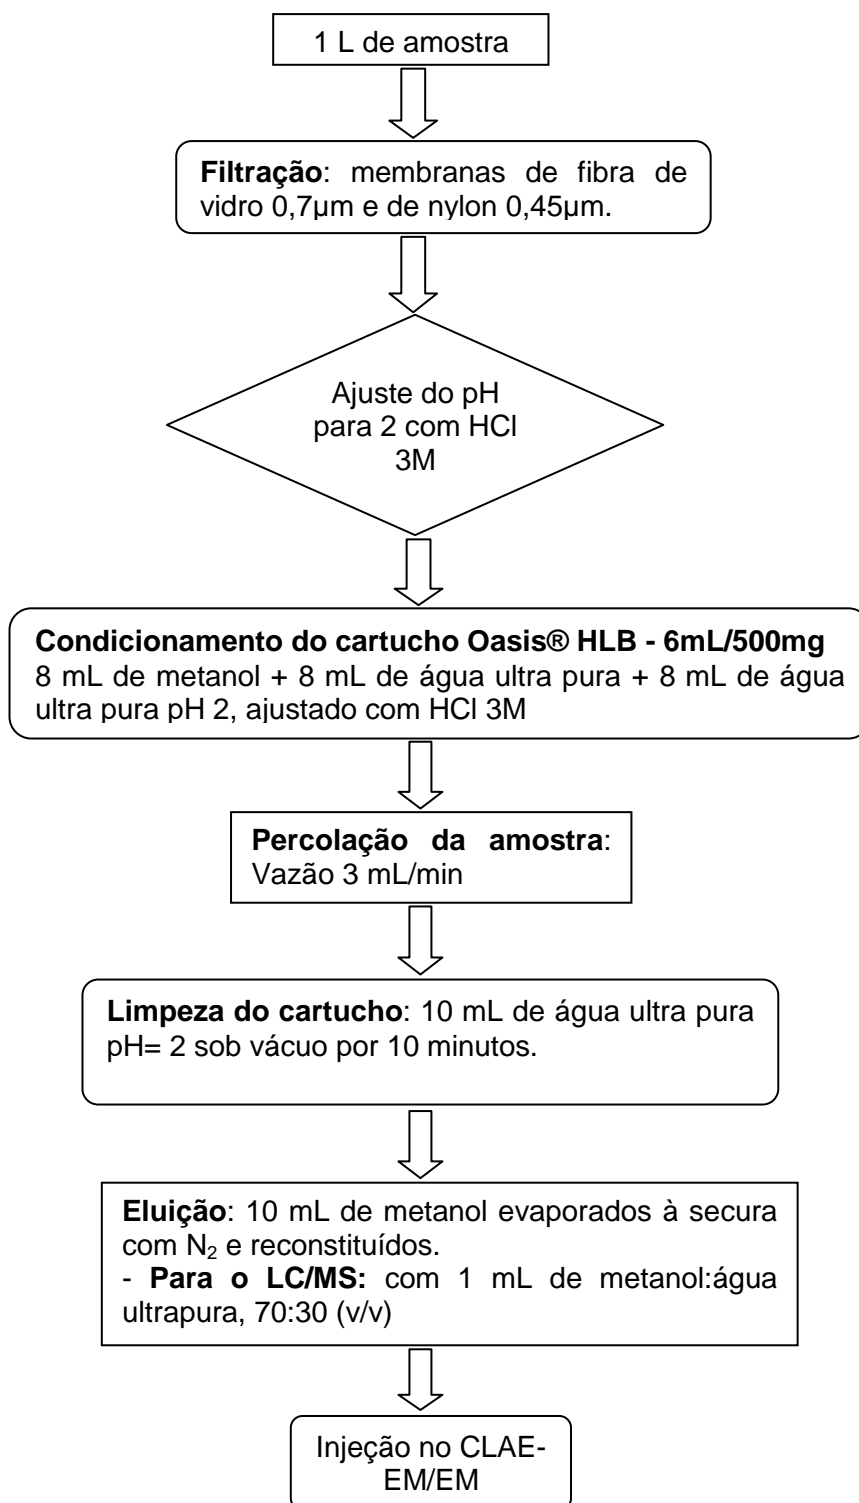 1 L de amostra
Filtração: membranas de fibra de
vidro 0,7µm e de nylon 0,45µm.
Ajuste do pH
para 2 com HCl
3M
Condicionamento do cartucho Oasis® HLB - 6mL/500mg
8 mL de metanol + 8 mL de água ultra pura + 8 mL de água
ultra pura pH 2, ajustado com HCl 3M
Percolação da amostra:
Vazão 3 mL/min
Limpeza do cartucho: 10 mL de água ultra pura
pH= 2 sob vácuo por 10 minutos.
Eluição: 10 mL de metanol evaporados à secura
com N₂ e reconstituídos.
- Para o LC/MS: com 1 mL de metanol:água
ultrapura, 70:30 (v/v)
Injeção no CLAE-
EM/EM